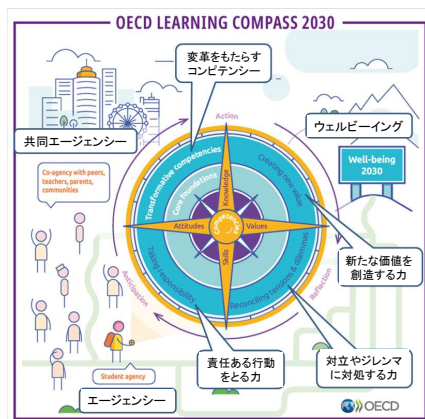 OECD LEARNING COMPASS 2030
変革をもたらす
コンピテンシー
共同エージェンシー
Action
ウェルビーイング
Co-agency with peers,
teachers, parents,
communities
Well-being
2030
Transformative competencies
Core foundations
Creating new value
Knowledge
Attitudes
Competencies
Values
Skills
Taking responsibility
Reconciling tensions & dilemmas
Anticipation
Reflection
新たな価値を
創造する力
責任ある行動
をとる力
対立やジレンマ
に対処する力
Student agency
エージェンシー
OECD